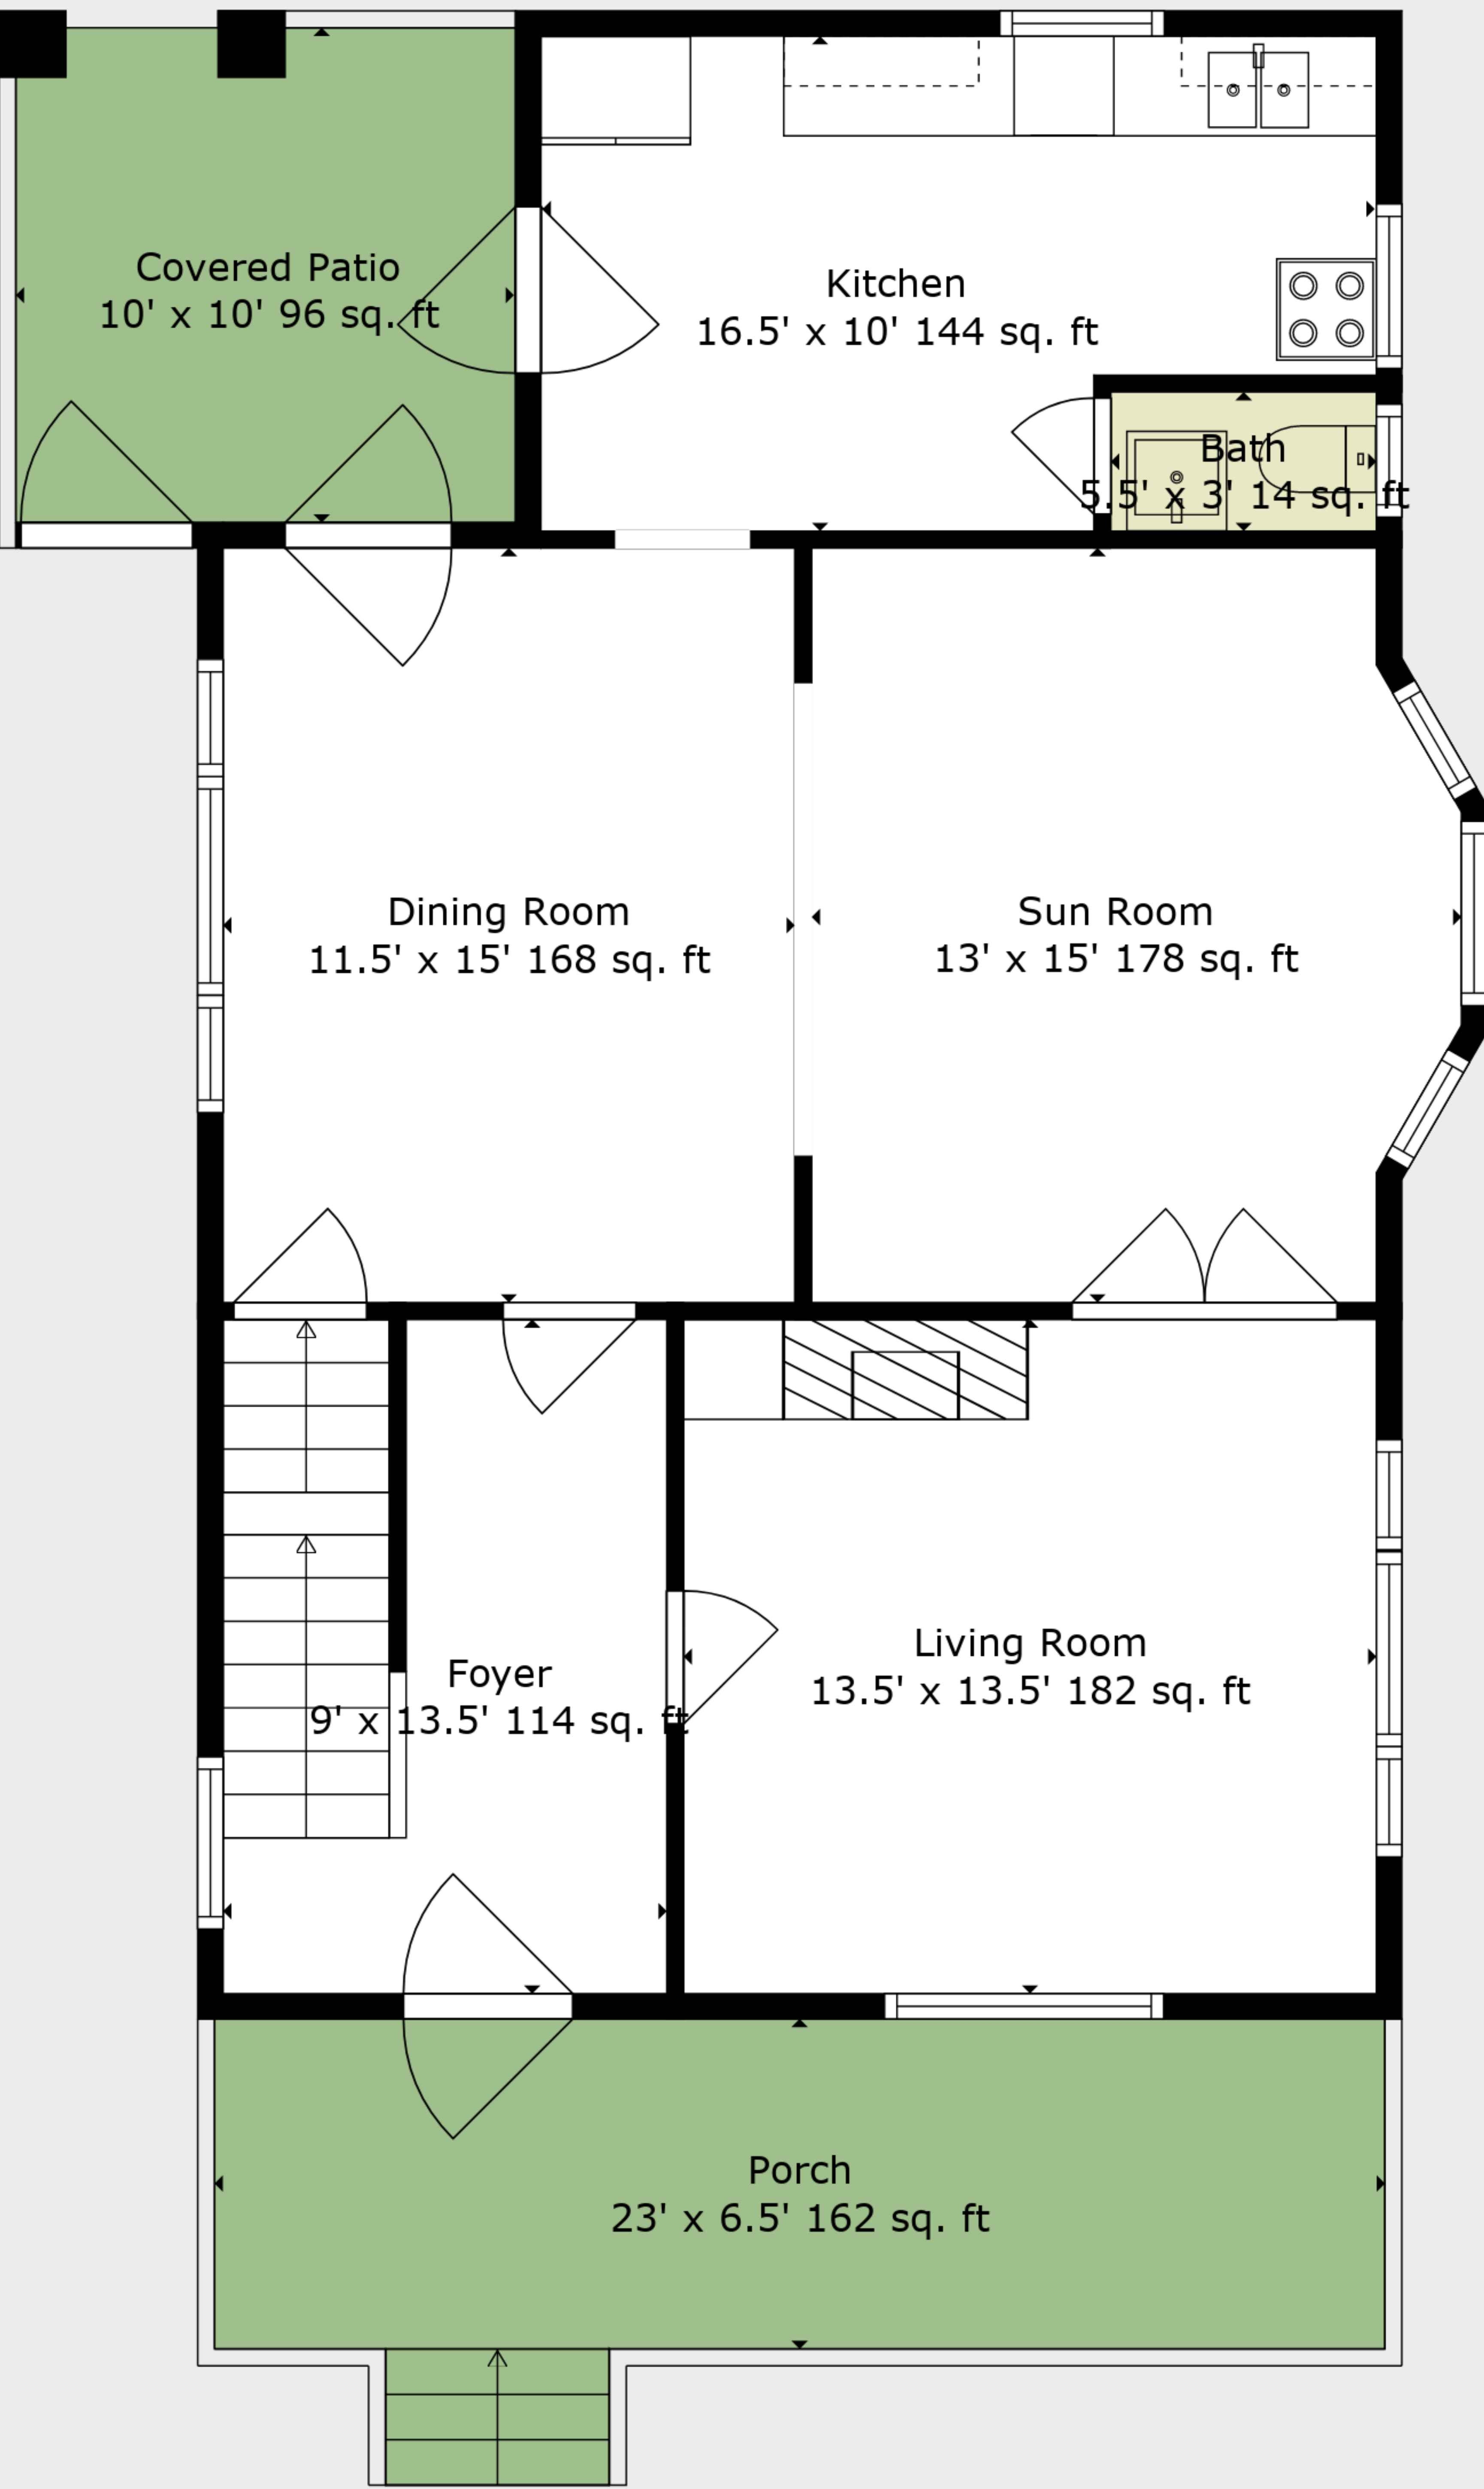 Covered Patio
10' x 10' 96 sq. ft
Kitchen
16.5' x 10' 144 sq. ft
Bath
5.5' x 3' 14 sq. ft
Dining Room
11.5' x 15' 168 sq. ft
Sun Room
13' x 15' 178 sq. ft
Foyer
9' x 13.5' 114 sq. ft
Living Room
13.5' x 13.5' 182 sq. ft
Porch
23' x 6.5' 162 sq. ft